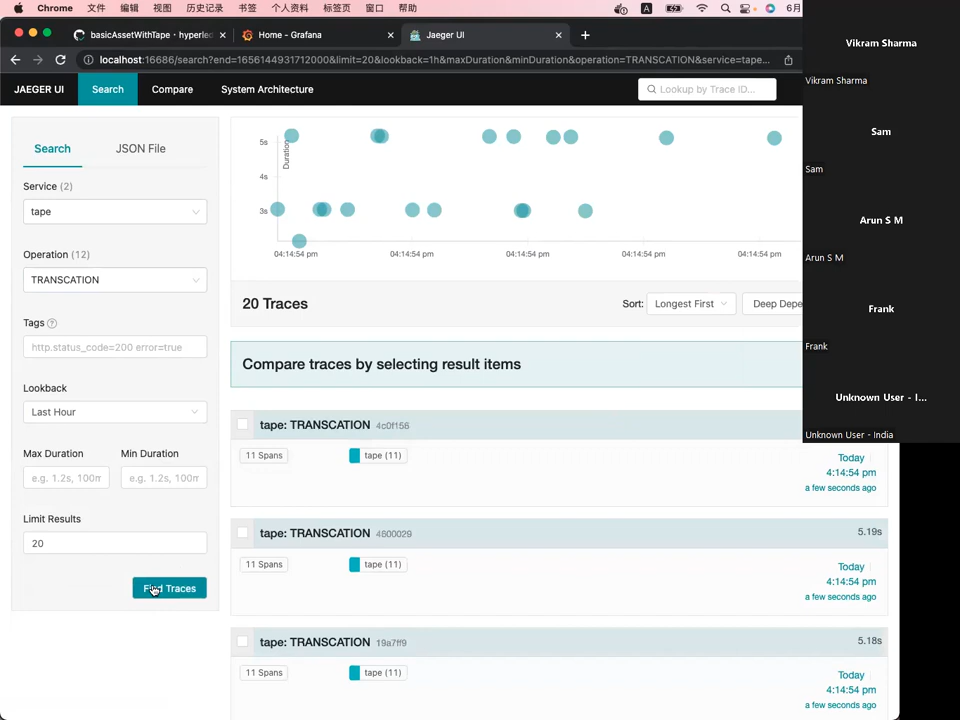 Chrome 文件 编辑 视图 历史记录 书签 个人资料 标签页 窗口 帮助 A 6月
basicAssetWithTape · hyperled
Home - Grafana
Jaeger UI
localhost:16686/search?end=1656144931712000&limit=20&lookback=1h&maxDuration&minDuration&operation=TRANSCATION&service=tape...
JAEGER UI Search Compare System Architecture Lookup by Trace ID...
Search JSON File
Service (2)
tape
Operation (12)
TRANSCATION
Tags ?
http.status_code=200 error=true
Lookback
Last Hour
Max Duration Min Duration
e.g. 1.2s, 100m e.g. 1.2s, 100m
Limit Results
20
Find Traces
Duration
5s
4s
3s
04:14:54 pm 04:14:54 pm 04:14:54 pm 04:14:54 pm 04:14:54 pm
20 Traces Sort: Longest First Deep Depe
Compare traces by selecting result items
tape: TRANSCATION 4c0f156
11 Spans tape (11)
Today
4:14:54 pm
a few seconds ago
tape: TRANSCATION 4600029 5.19s
11 Spans tape (11)
Today
4:14:54 pm
a few seconds ago
tape: TRANSCATION 19a7ff9 5.18s
11 Spans tape (11)
Today
4:14:54 pm
a few seconds ago
Vikram Sharma
Vikram Sharma
Sam
Sam
Arun S M
Arun S M
Frank
Frank
Unknown User - I...
Unknown User - India